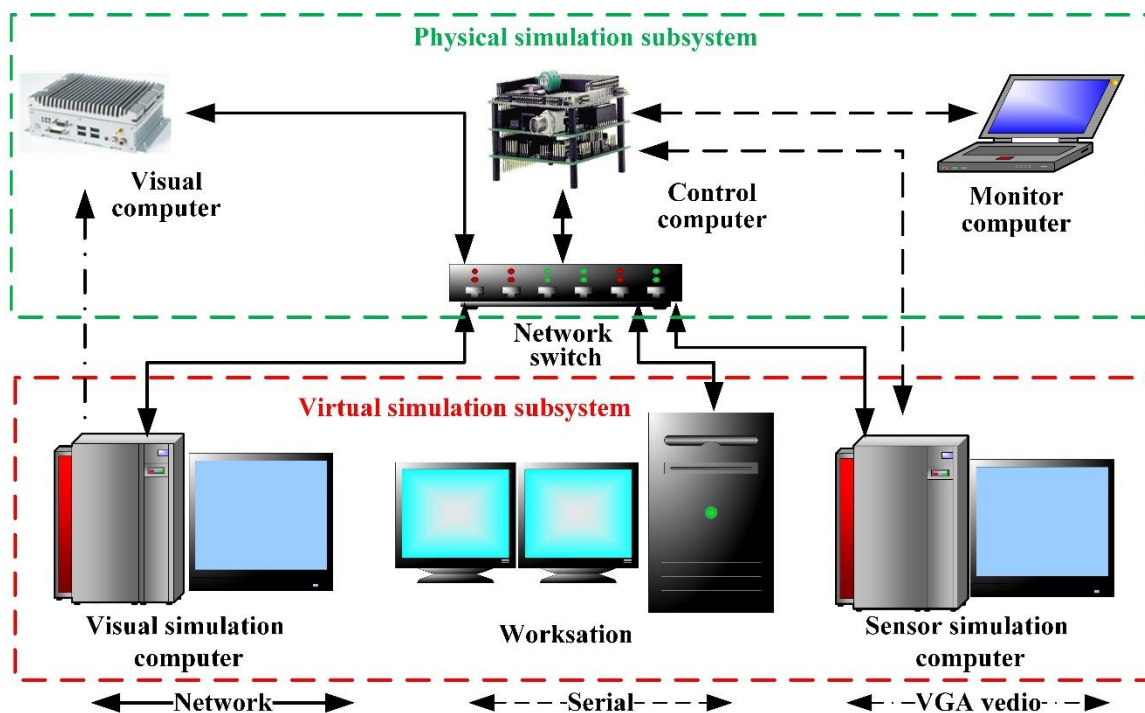 Physical simulation subsystem
Visual
computer
Control
computer
Monitor
computer
Network
switch
Virtual simulation subsystem
Visual simulation
computer
Worksation
Sensor simulation
computer
Network
Serial
VGA vedio